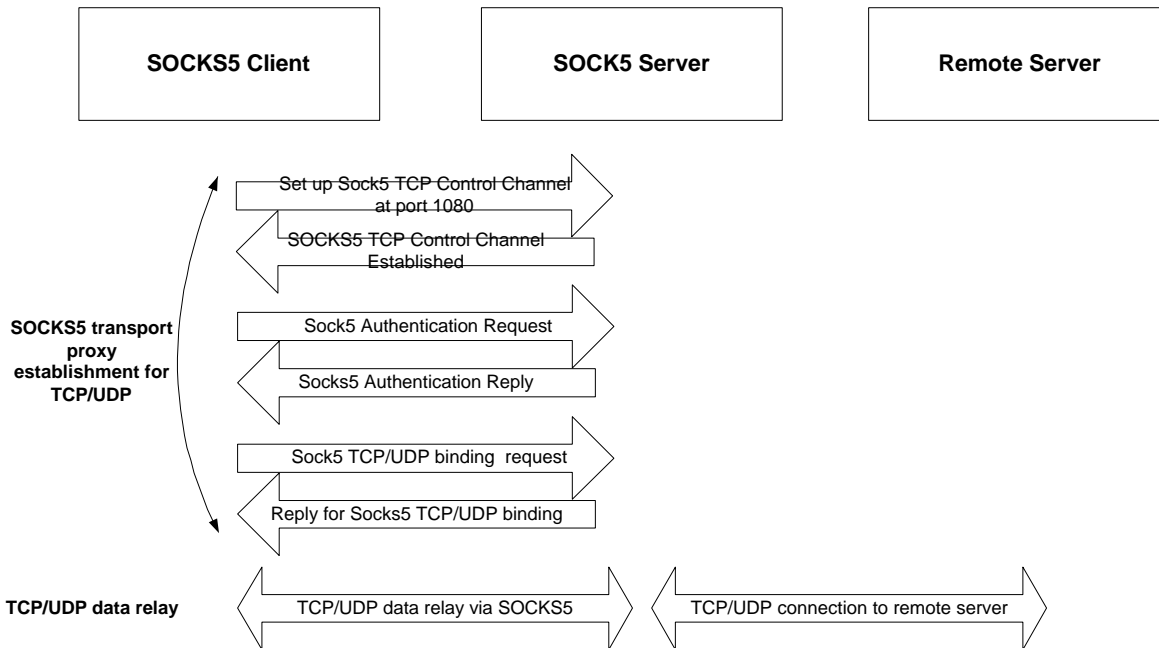 SOCKS5 Client
SOCK5 Server
Remote Server
Set up Sock5 TCP Control Channel
at port 1080
SOCKS5 TCP Control Channel
Established
SOCKS5 transport
proxy
establishment for
TCP/UDP
Sock5 Authentication Request
Socks5 Authentication Reply
Sock5 TCP/UDP binding request
Reply for Socks5 TCP/UDP binding
TCP/UDP data relay
TCP/UDP data relay via SOCKS5
TCP/UDP connection to remote server